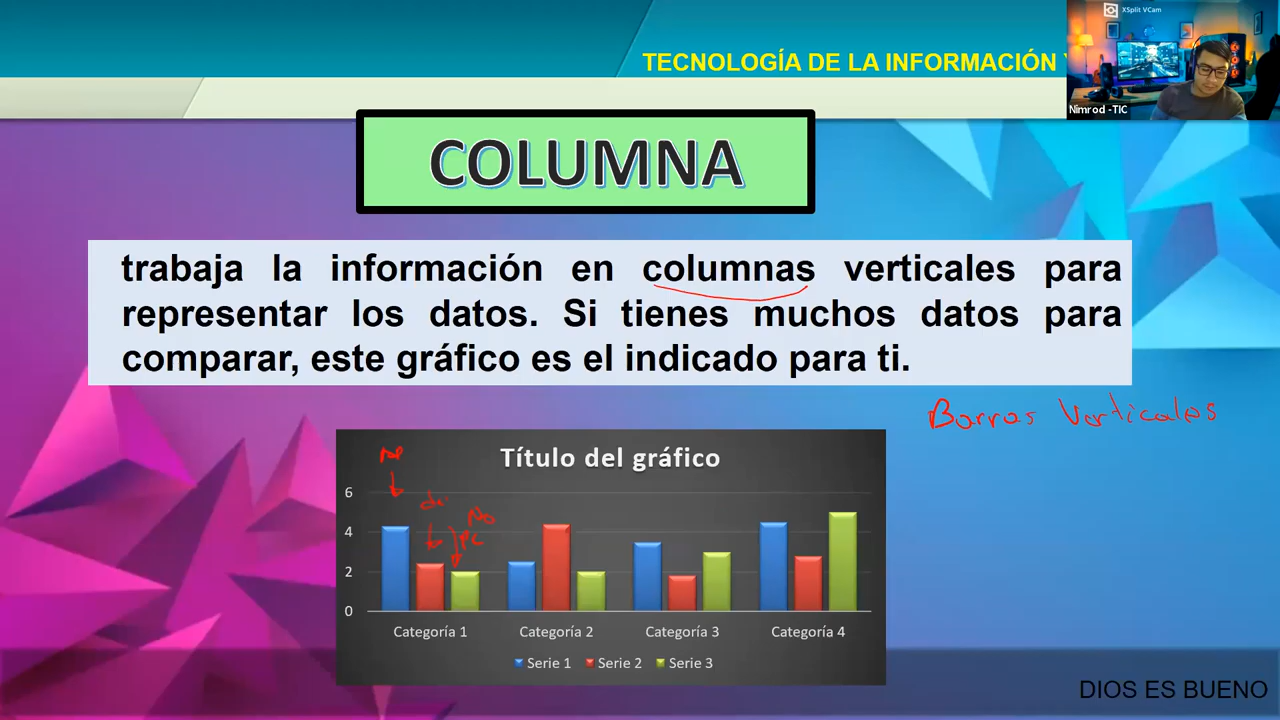 XSplit VCam
TECNOLOGÍA DE LA INFORMACIÓN
Nimrod -TIC
COLUMNA
trabaja la información en columnas verticales para
representar los datos. Si tienes muchos datos para
comparar, este gráfico es el indicado para ti.
Barras Verticales
Título del gráfico
6
4
2
0
No
PC
Categoría 1
Categoría 2
Categoría 3
Categoría 4
Serie 1
Serie 2
Serie 3
DIOS ES BUENO